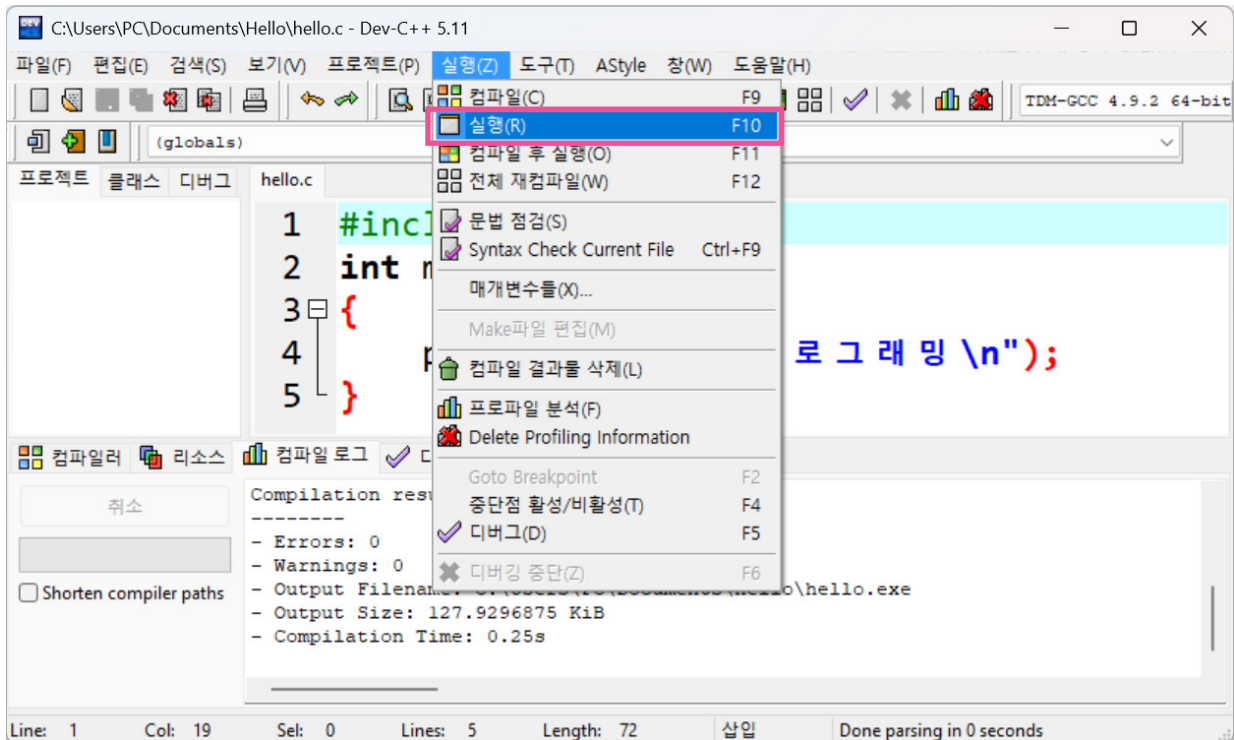 C:\Users\PC\Documents\Hello\hello.c - Dev-C++ 5.11
파일(F) 편집(E) 검색(S) 보기(V) 프로젝트(P) 실행(Z) 도구(T) AStyle 창(W) 도움말(H)
TDM-GCC 4.9.2 64-bit
(globals)
컴파일(C) F9
실행(R) F10
컴파일 후 실행(O) F11
전체 재컴파일(W) F12
문법 점검(S)
Syntax Check Current File Ctrl+F9
매개변수들(X)...
Make파일 편집(M)
컴파일 결과물 삭제(L)
프로파일 분석(F)
Delete Profiling Information
Goto Breakpoint F2
중단점 활성/비활성(T) F4
디버그(D) F5
디버깅 중단(Z) F6
프로젝트 클래스 디버그 hello.c
1 #incl
2 int
3 {
4 로그래밍\n");
5 }
컴파일러 리소스 컴파일 로그
취소
Shorten compiler paths
Compilation
--------
- Errors: 0
- Warnings: 0
- Output Filename: C:\Users\PC\Documents\Hello\hello.exe
- Output Size: 127.9296875 KiB
- Compilation Time: 0.25s
Line: 1 Col: 19 Sel: 0 Lines: 5 Length: 72 삽입 Done parsing in 0 seconds